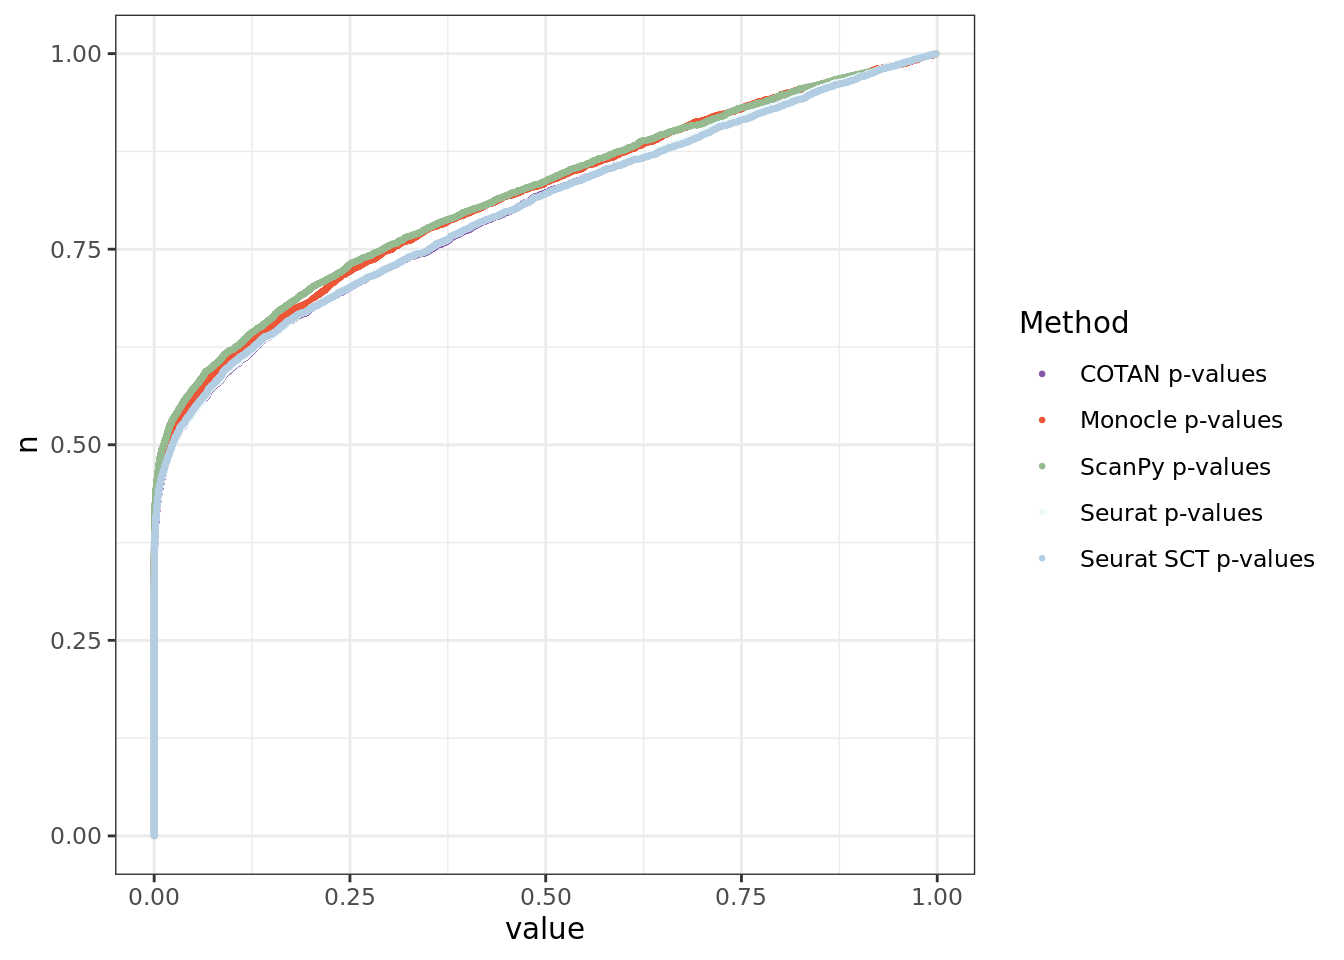 1.00
0.75
0.50
0.25
0.00
n
0.00 0.25 0.50 0.75 1.00
value
Method
COTAN p-values
Monocle p-values
ScanPy p-values
Seurat p-values
Seurat SCT p-values